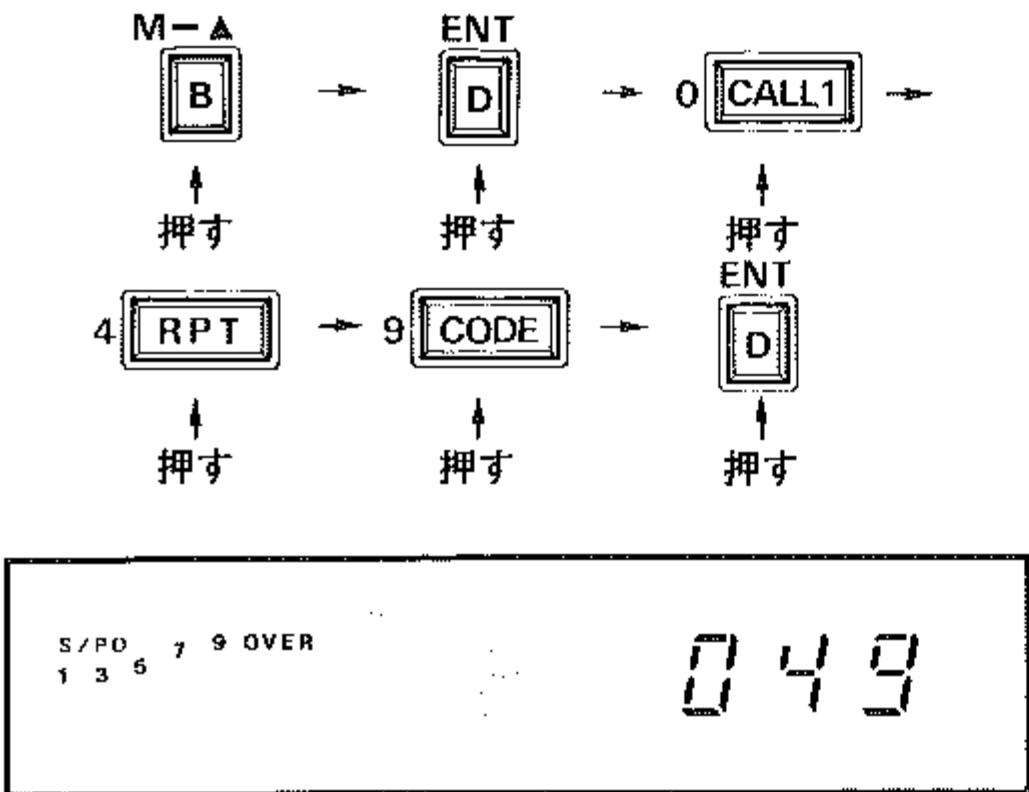 M−▲ ENT
B → D → 0 CALL1 →
押す 押す 押す
ENT
4 RPT → 9 CODE → D
押す 押す 押す
S/PO 7 9 OVER
1 3 5
049